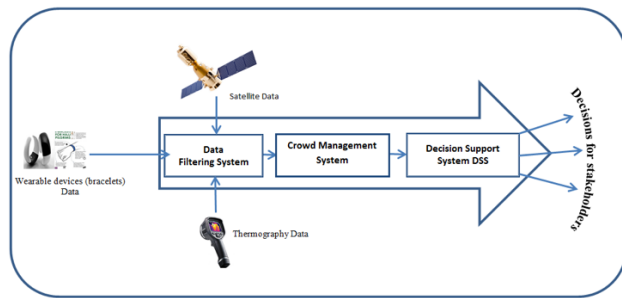 Satellite Data
Data
Filtering System
Crowd Management
System
Decision Support
System DSS
Decisions for stakeholders
Wearable devices (bracelets)
Data
Thermography Data